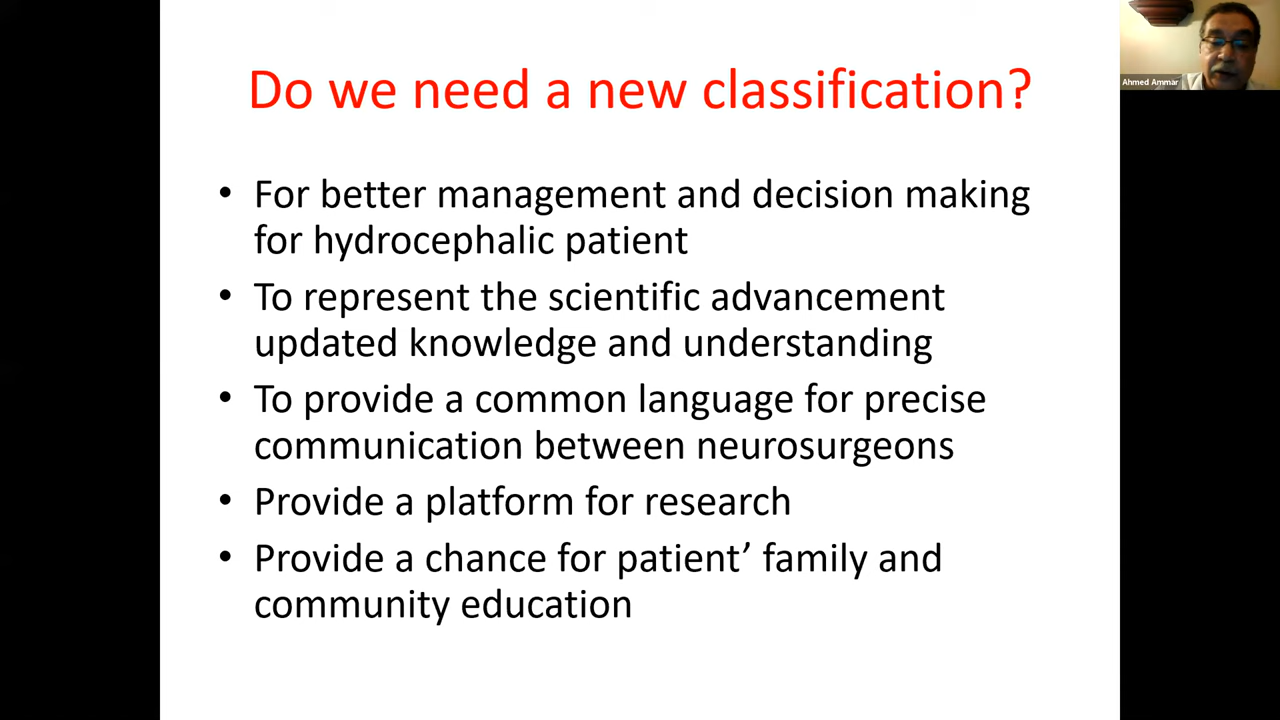 Do we need a new classification?
• For better management and decision making
for hydrocephalic patient
• To represent the scientific advancement
updated knowledge and understanding
• To provide a common language for precise
communication between neurosurgeons
• Provide a platform for research
• Provide a chance for patient’ family and
community education
Ahmed Ammar